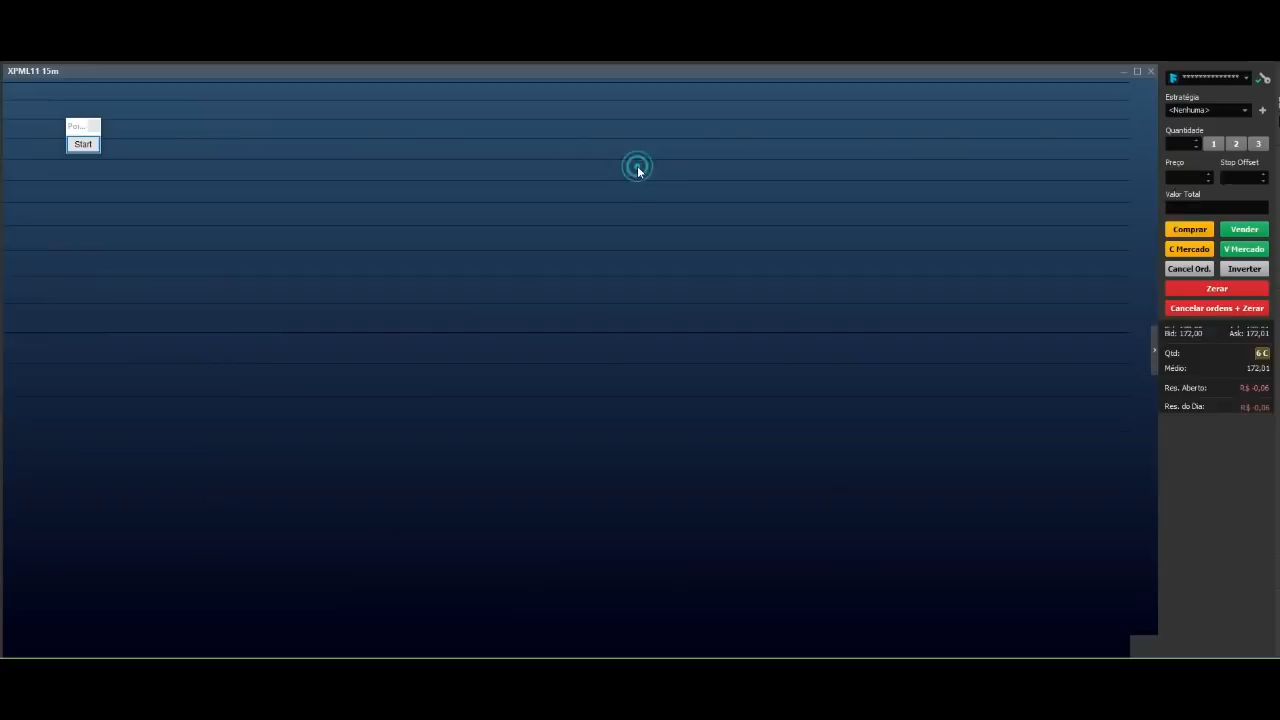 XPML11 15m
Por...
Start
**************
Estratégia
<Nenhuma>
Quantidade
1 2 3
Preço Stop Offset
Valor Total
Comprar Vender
C Mercado V Mercado
Cancel Ord. Inverter
Zerar
Cancelar ordens + Zerar
Bid: 172,00 Ask: 172,01
Qtd: 6 C
Médio: 172,01
Res. Aberto: R$ -0,06
Res. do Dia: R$ -0,06